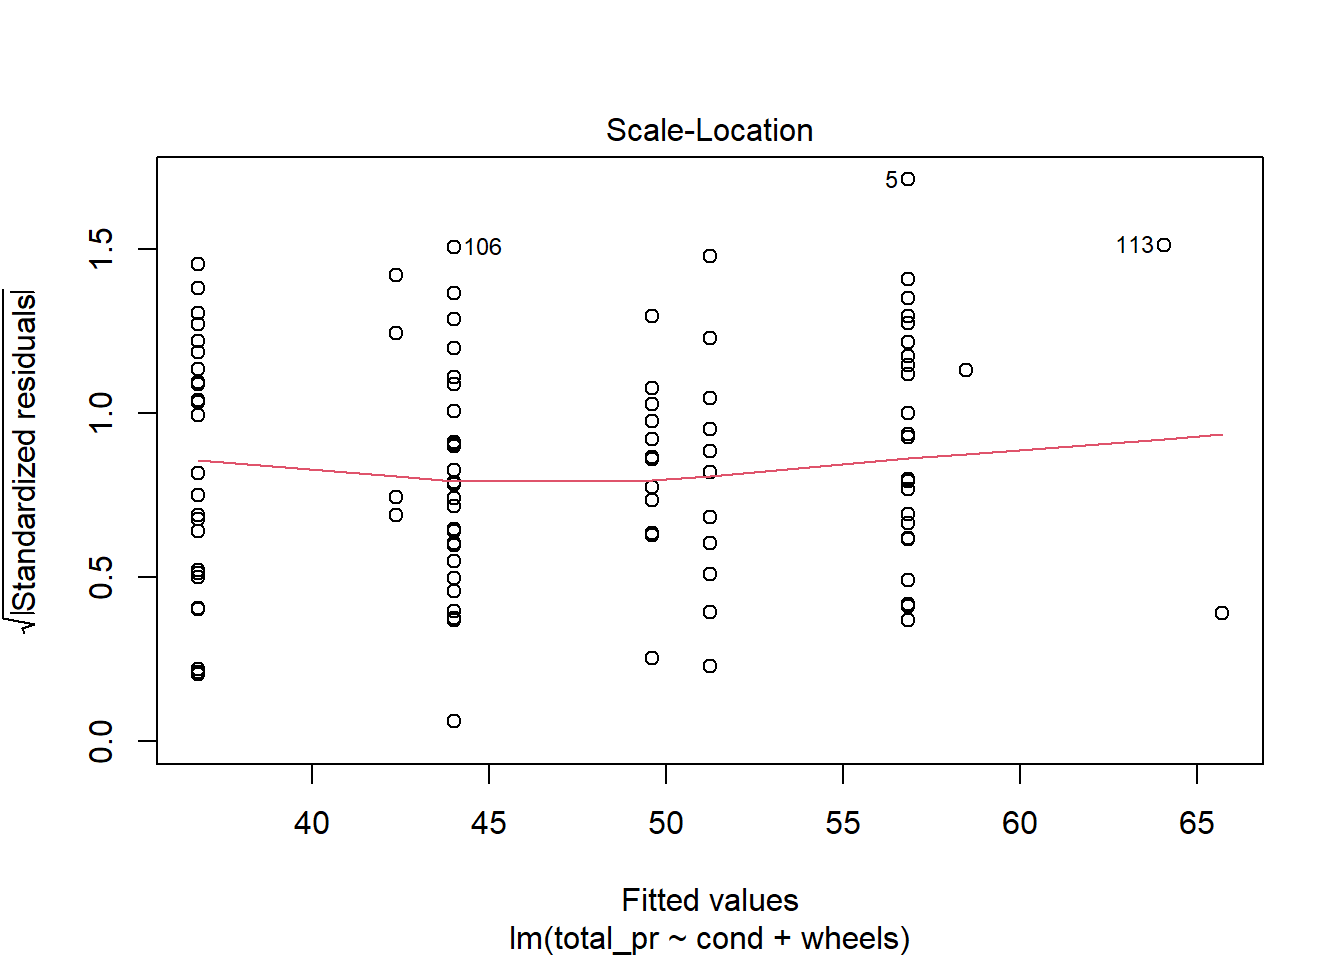 Scale-Location
√|Standardized residuals|
1.5
1.0
0.5
0.0
5
106
113
40 45 50 55 60 65
Fitted values
lm(total_pr ~ cond + wheels)